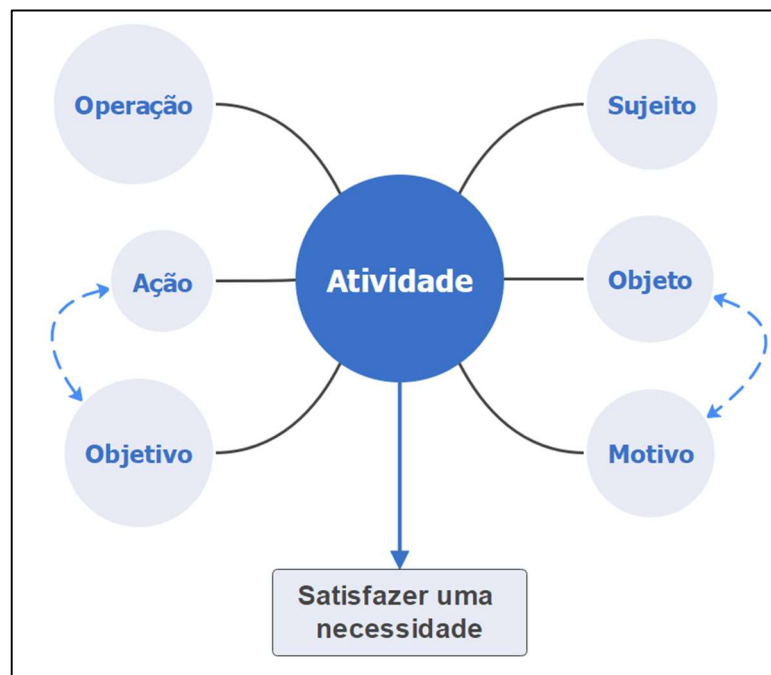 Operação
Sujeito
Atividade
Ação
Objeto
Objetivo
Motivo
Satisfazer uma
necessidade